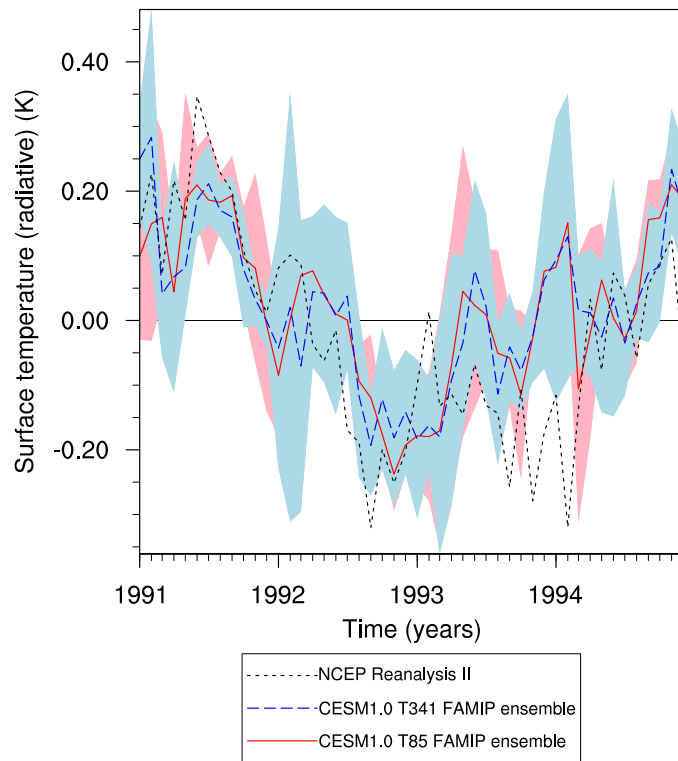 Surface temperature (radiative) (K)
0.40
0.20
0.00
-0.20
1991 1992 1993 1994
Time (years)
NCEP Reanalysis II
CESM1.0 T341 FAMIP ensemble
CESM1.0 T85 FAMIP ensemble